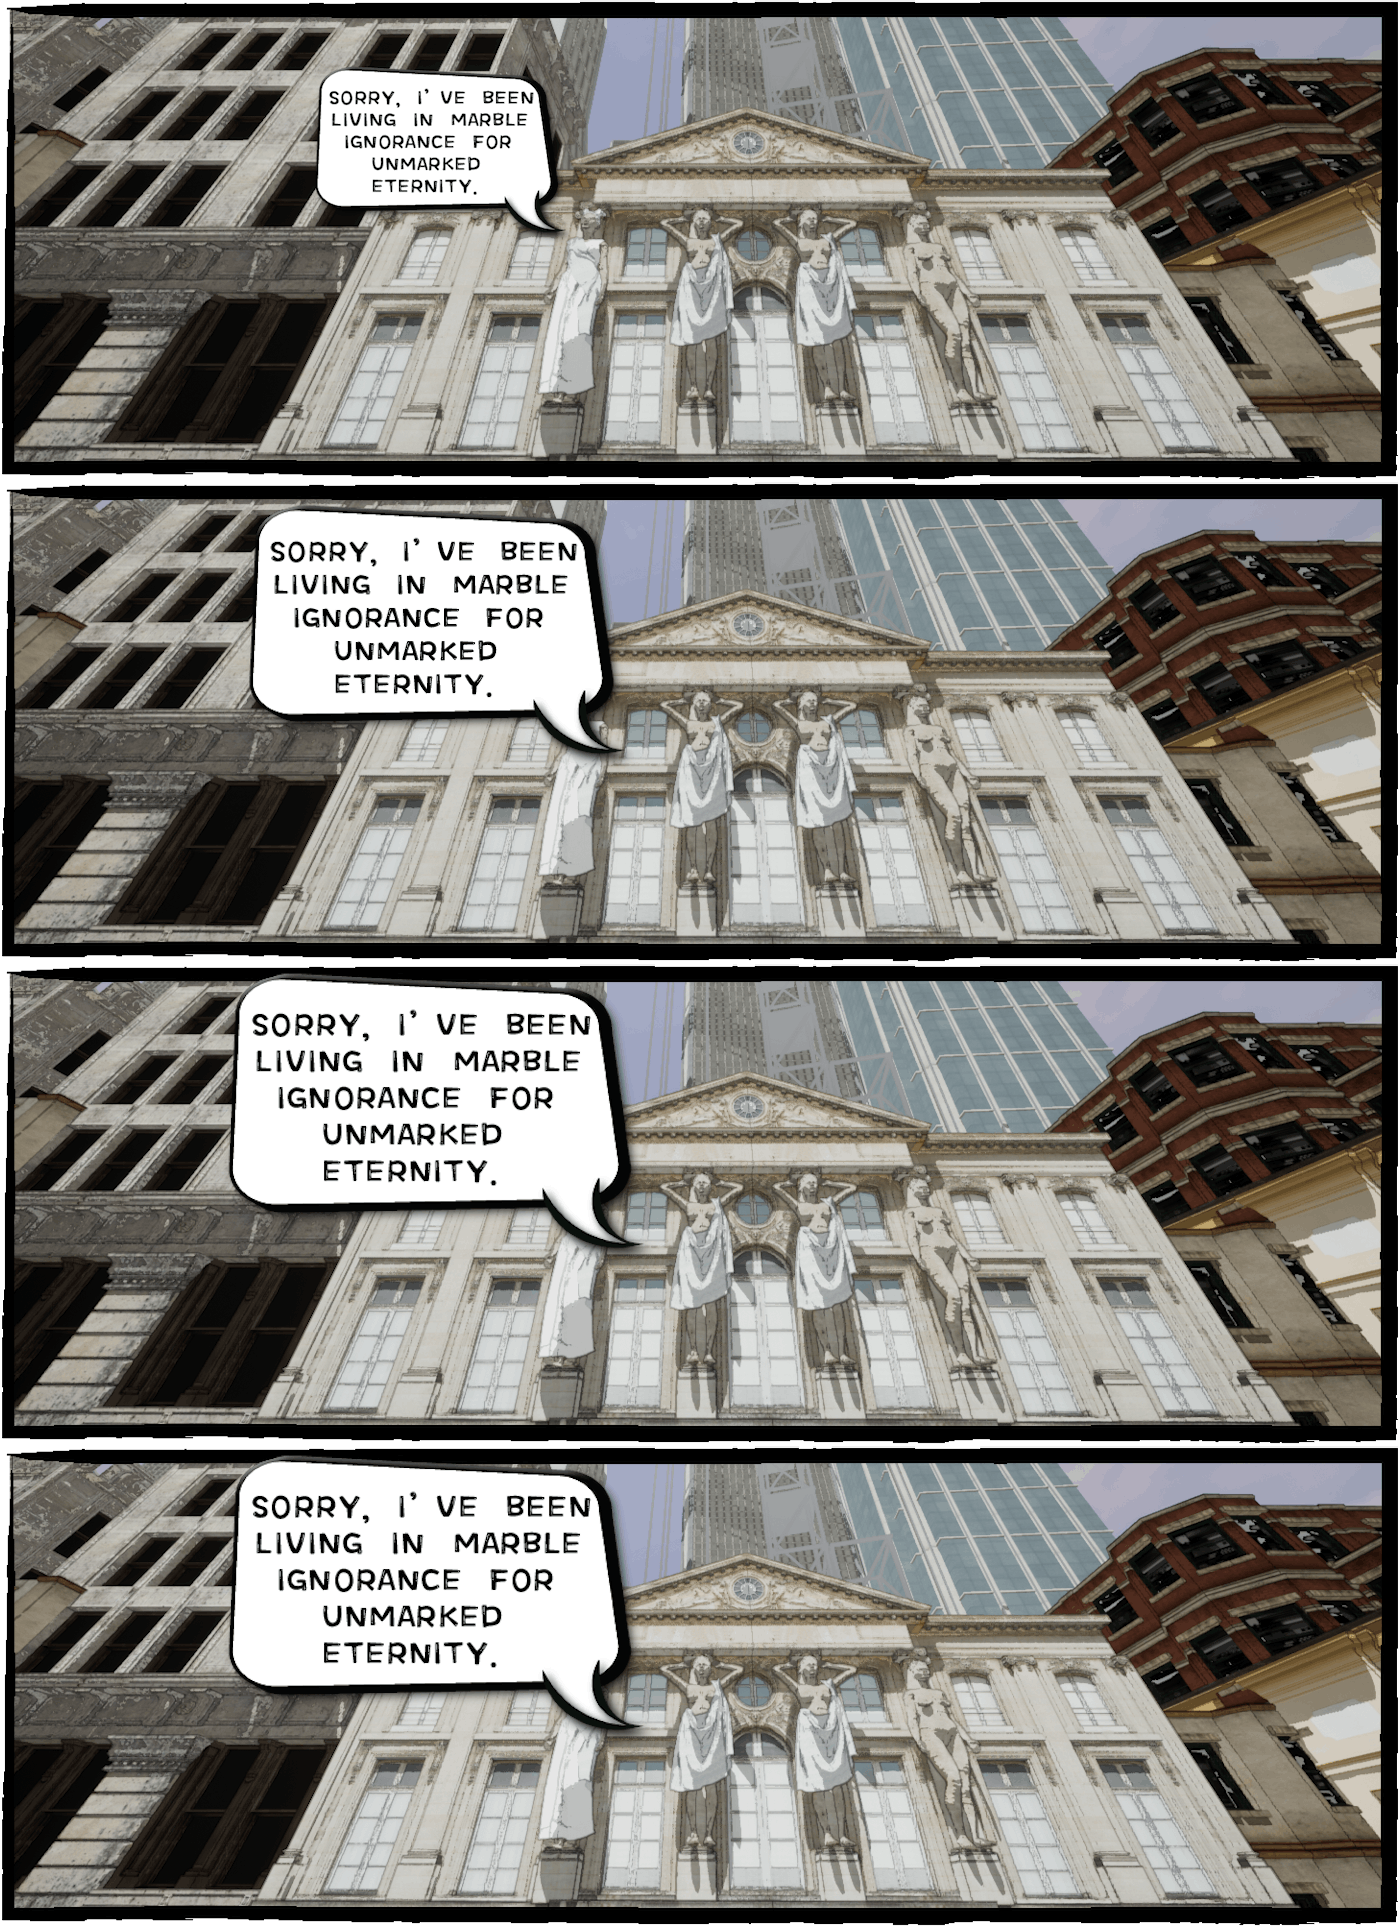 SORRY, I'VE BEEN
LIVING IN MARBLE
IGNORANCE FOR
UNMARKED
ETERNITY.
SORRY, I'VE BEEN
LIVING IN MARBLE
IGNORANCE FOR
UNMARKED
ETERNITY.
SORRY, I'VE BEEN
LIVING IN MARBLE
IGNORANCE FOR
UNMARKED
ETERNITY.
SORRY, I'VE BEEN
LIVING IN MARBLE
IGNORANCE FOR
UNMARKED
ETERNITY.